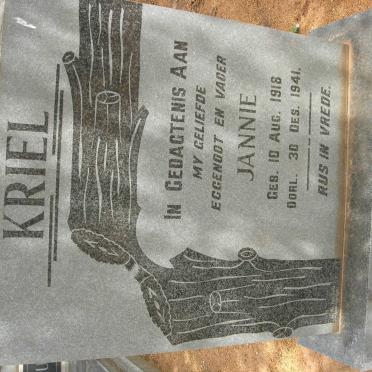 KRIEL
IN GEDAGTENIS AAN
MY GELIEFDE
EGGENOOT EN VADER
JANNIE
GEB. 10 AUG. 1918
OORL. 30 DES. 1941.
RUS IN VREDE.